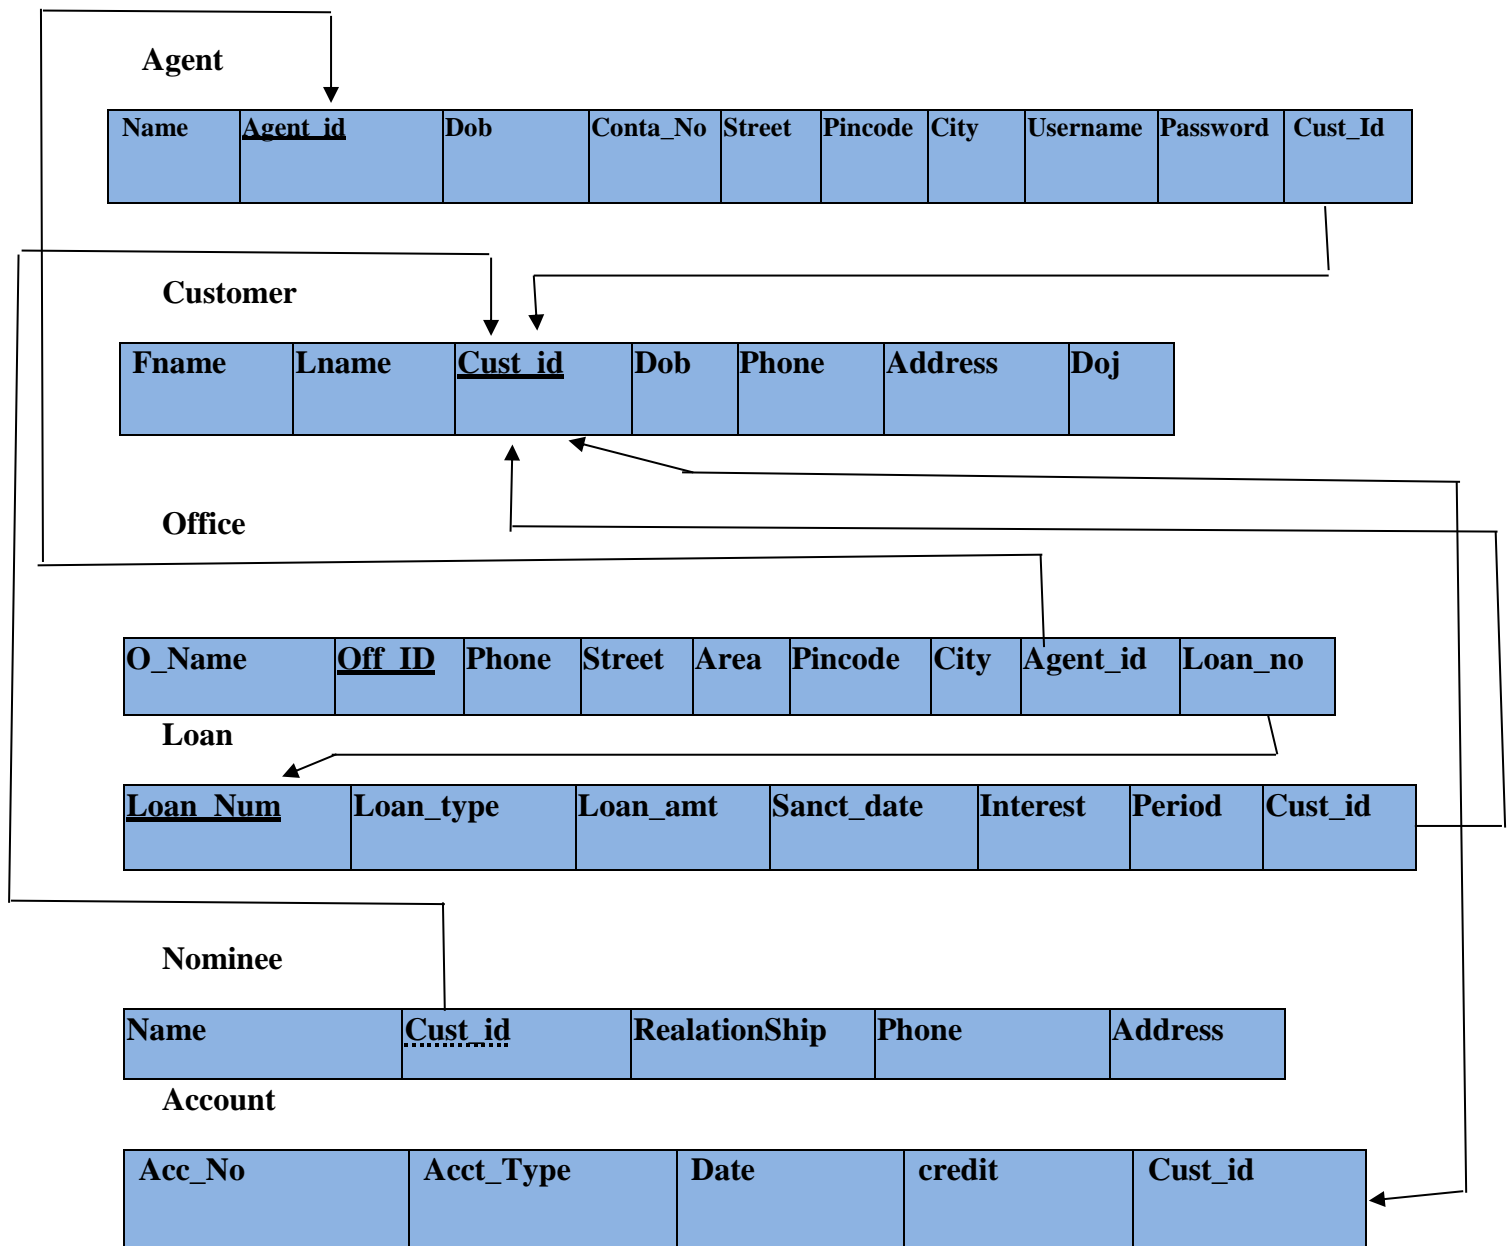 Agent
Name Agent_id Dob Conta_No Street Pincode City Username Password Cust_Id
Customer
Fname Lname Cust_id Dob Phone Address Doj
Office
O_Name Off_ID Phone Street Area Pincode City Agent_id Loan_no
Loan
Loan_Num Loan_type Loan_amt Sanct_date Interest Period Cust_id
Nominee
Name Cust_id RealationShip Phone Address
Account
Acc_No Acct_Type Date credit Cust_id